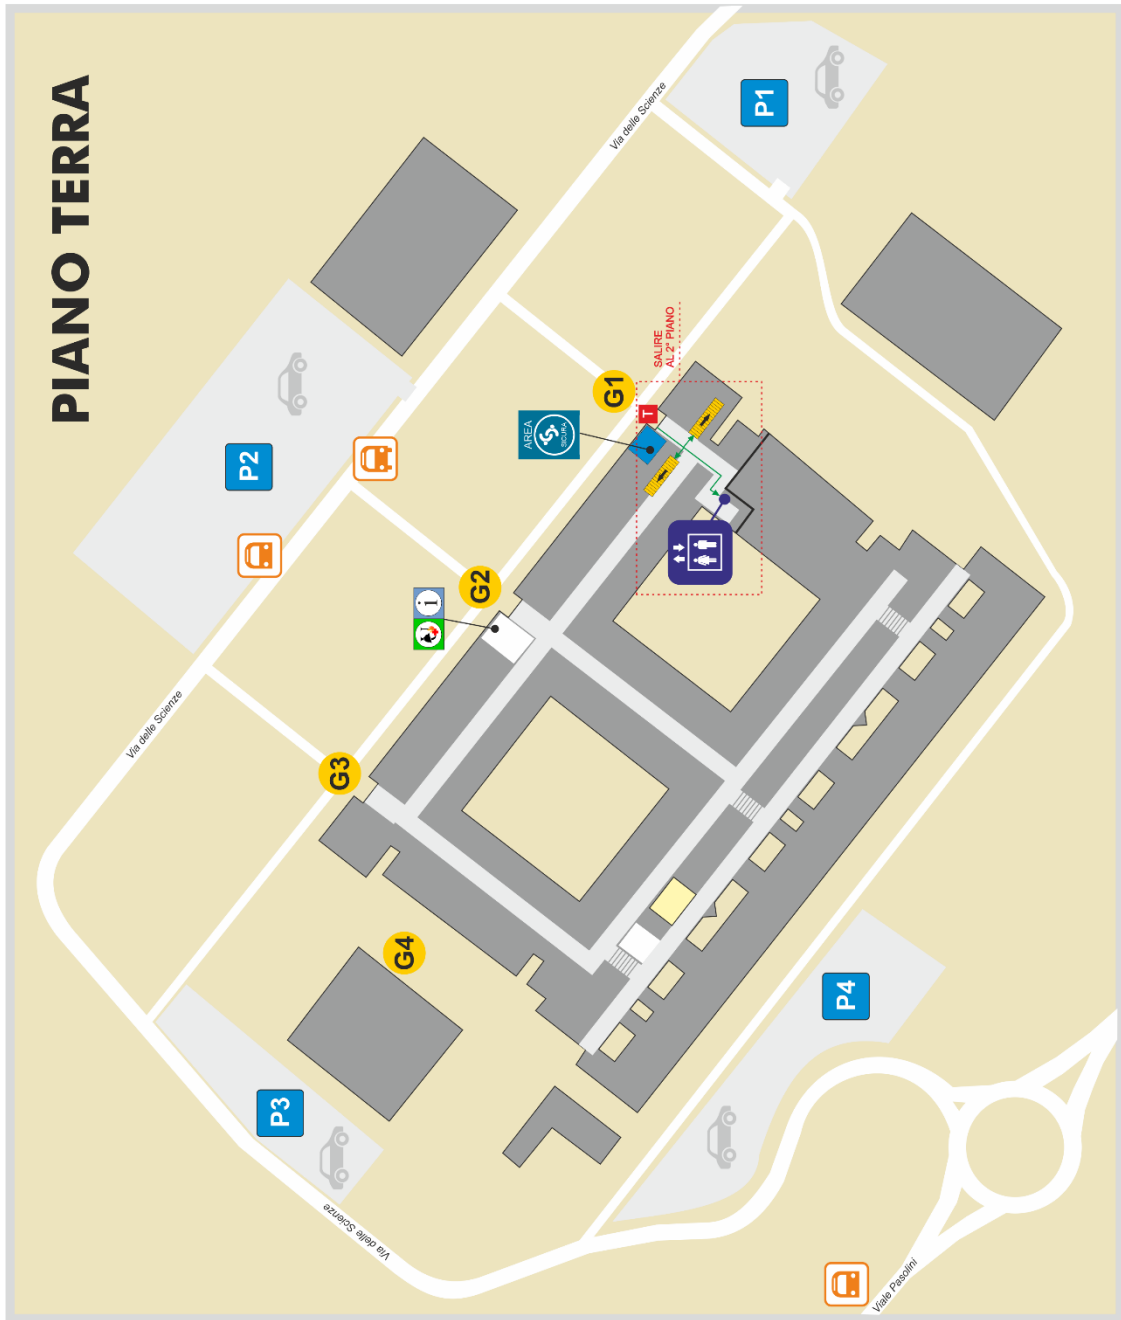 PIANO TERRA
Via delle Scienze
P1
P2
SALIRE
AL 2° PIANO
G1
T
AREA
SICURA
G2
i
Via delle Scienze
G3
G4
P3
P4
Via delle Scienze
Viale Pasolini